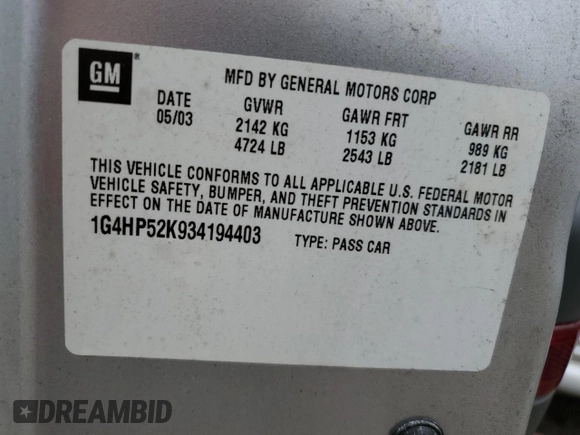 GM
®
MFD BY GENERAL MOTORS CORP
DATE GVWR GAWR FRT GAWR RR
05/03 2142 KG 1153 KG 989 KG
4724 LB 2543 LB 2181 LB
THIS VEHICLE CONFORMS TO ALL APPLICABLE U.S. FEDERAL MOTOR
VEHICLE SAFETY, BUMPER, AND THEFT PREVENTION STANDARDS IN
EFFECT ON THE DATE OF MANUFACTURE SHOWN ABOVE.
1G4HP52K934194403 TYPE: PASS CAR
DREAMBID